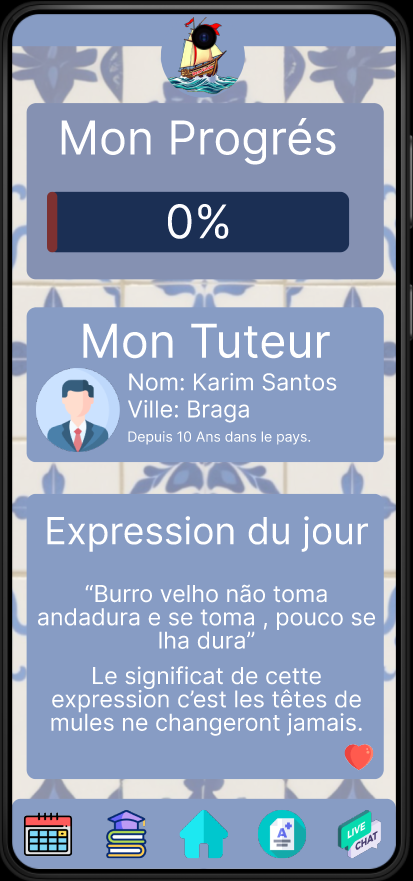 Mon Progrés
0%
Mon Tuteur
Nom: Karim Santos
Ville: Braga
Depuis 10 Ans dans le pays.
Expression du jour
“Burro velho não toma
andadura e se toma , pouco se
lha dura”
Le significat de cette
expression c’est les têtes de
mules ne changeront jamais.
A+
LIVE
CHAT